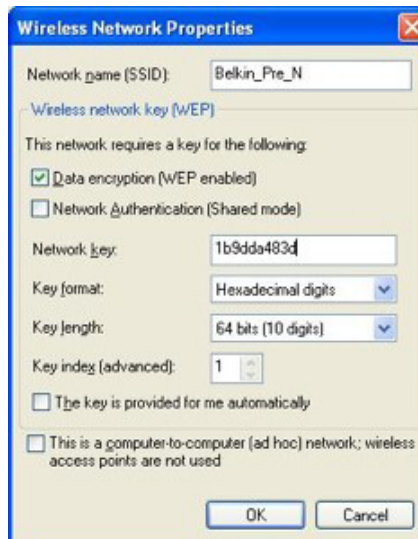 Wireless Network Properties
Network name (SSID): Belkin_Pre_N
Wireless network key (WEP)
This network requires a key for the following:
Data encryption (WEP enabled)
Network Authentication (Shared mode)
Network key: 1b9dda483d
Key format: Hexadecimal digits
Key length: 64 bits (10 digits)
Key index (advanced): 1
The key is provided for me automatically
This is a computer-to-computer (ad hoc) network; wireless
access points are not used
OK Cancel